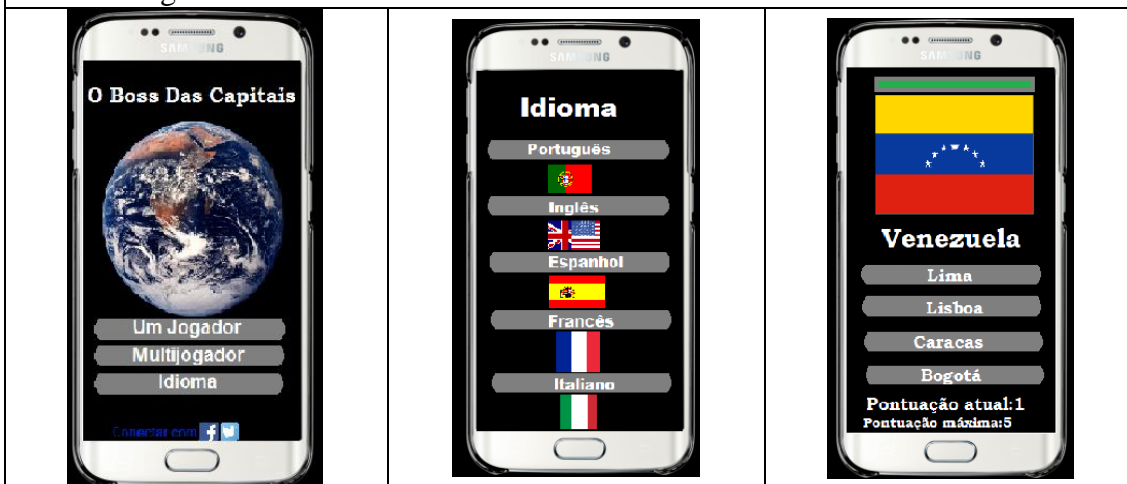 SAMSUNG
O Boss Das Capitais
Um Jogador
Multijogador
Idioma
Conectar com
SAMSUNG
Idioma
Português
Inglês
Espanhol
Francês
Italiano
SAMSUNG
Venezuela
Lima
Lisboa
Caracas
Bogotá
Pontuação atual:1
Pontuação máxima:5